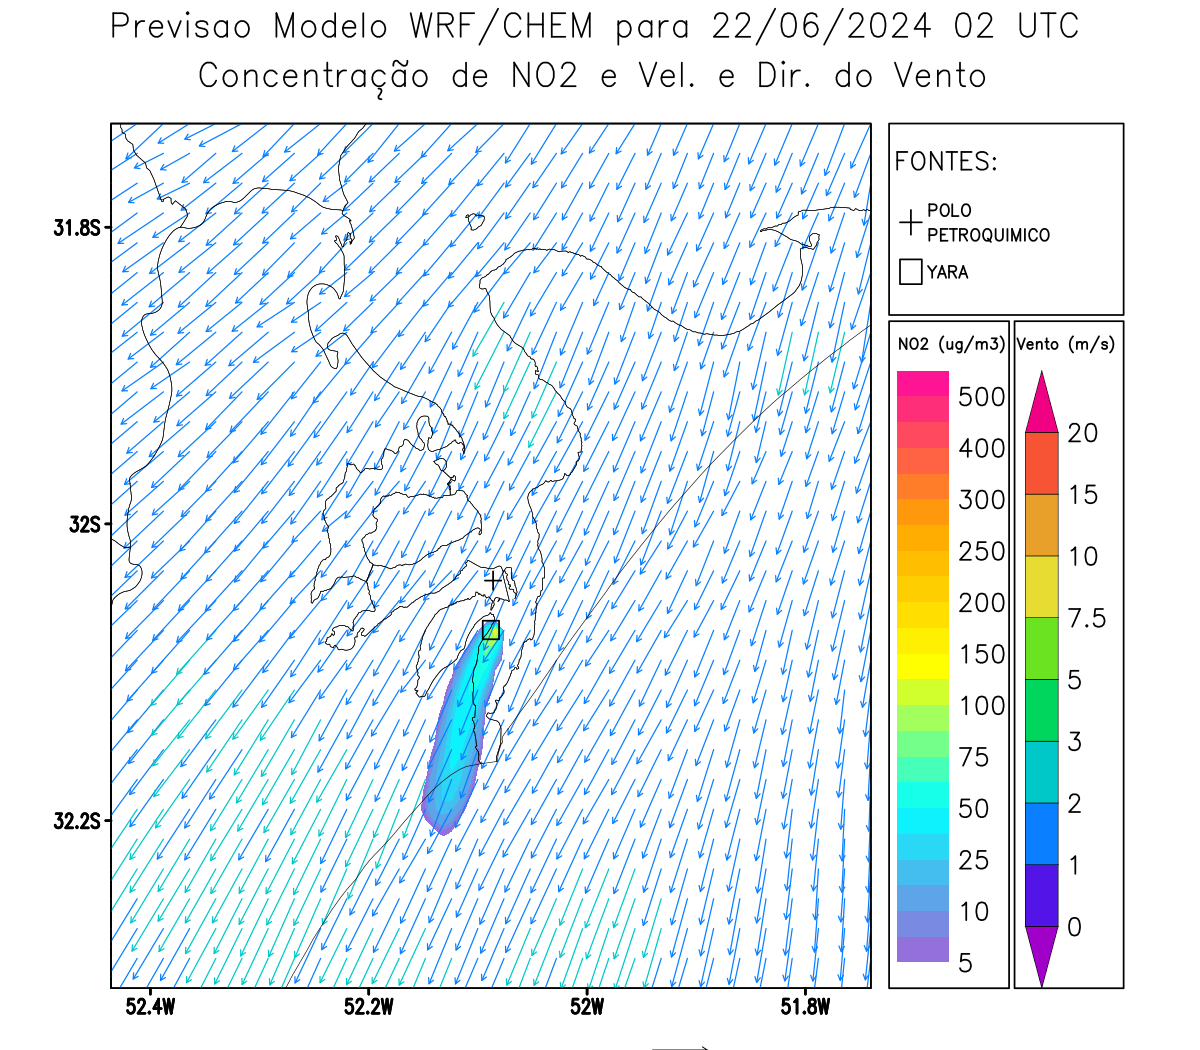 Previsao Modelo WRF/CHEM para 22/06/2024 02 UTC
Concentração de NO2 e Vel. e Dir. do Vento
FONTES:
POLO
PETROQUIMICO
YARA
NO2 (ug/m3)
500
400
300
250
200
150
100
75
50
25
10
5
Vento (m/s)
20
15
10
7.5
5
3
2
1
0
31.8S
32S
32.2S
52.4W
52.2W
52W
51.8W